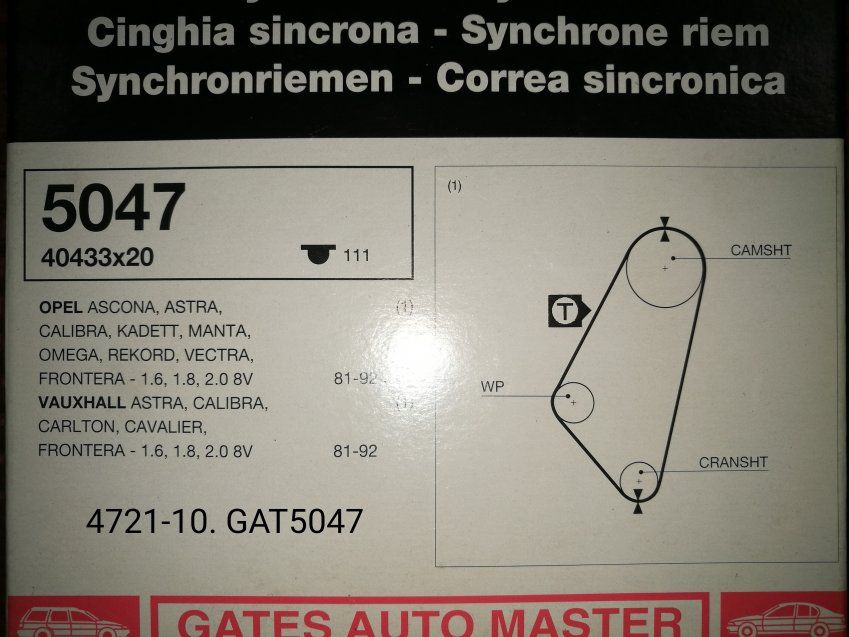 Cinghia sincrona - Synchrone riem
Synchronriemen - Correa sincronica
5047
40433x20
111
OPEL ASCONA, ASTRA, (1)
CALIBRA, KADETT, MANTA,
OMEGA, REKORD, VECTRA,
FRONTERA - 1.6, 1.8, 2.0 8V 81-92
VAUXHALL ASTRA, CALIBRA, (1)
CARLTON, CAVALIER,
FRONTERA - 1.6, 1.8, 2.0 8V 81-92
4721-10. GAT5047
(1)
CAMSHT
T
WP
CRANSHT
GATES AUTO MASTER